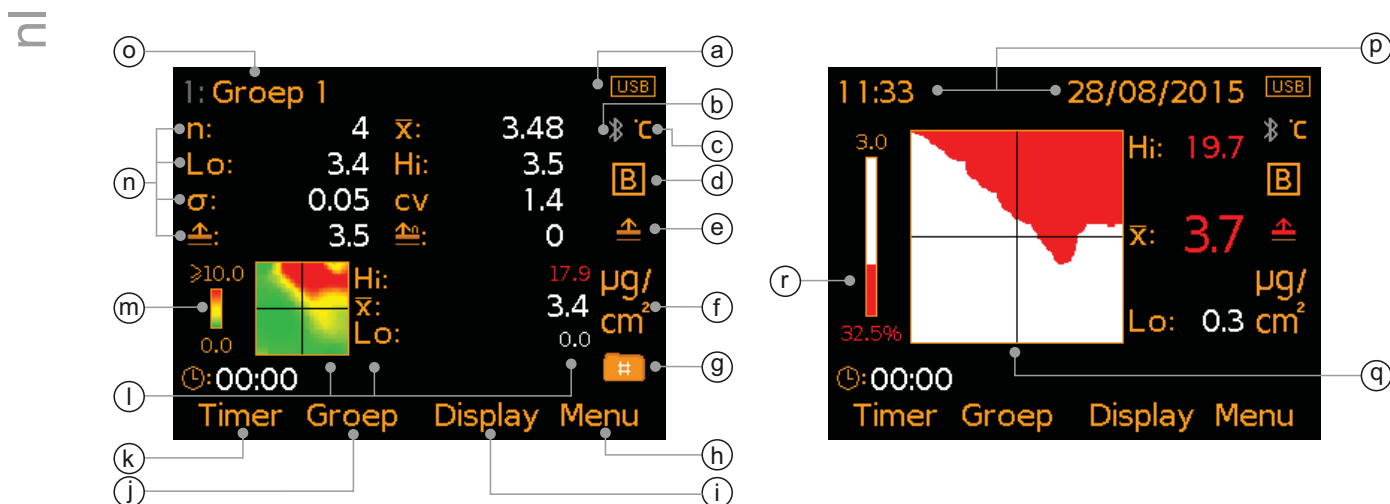 nl
o
a
b
c
d
e
f
g
h
i
j
k
l
m
n
1: Groep 1
USB
n: 4 x̅: 3.48
°C
Lo: 3.4 Hi: 3.5
B
σ: 0.05 cv 1.4
: 3.5 : 0
⩾10.0
Hi: 17.9
µg/
x̅: 3.4
cm²
Lo: 0.0
0.0
#
:00:00
Timer Groep Display Menu
p
q
r
11:33 28/08/2015 USB
°C
3.0
Hi: 19.7
B
x̅: 3.7
µg/
Lo: 0.3 cm²
32.5%
:00:00
Timer Groep Display Menu